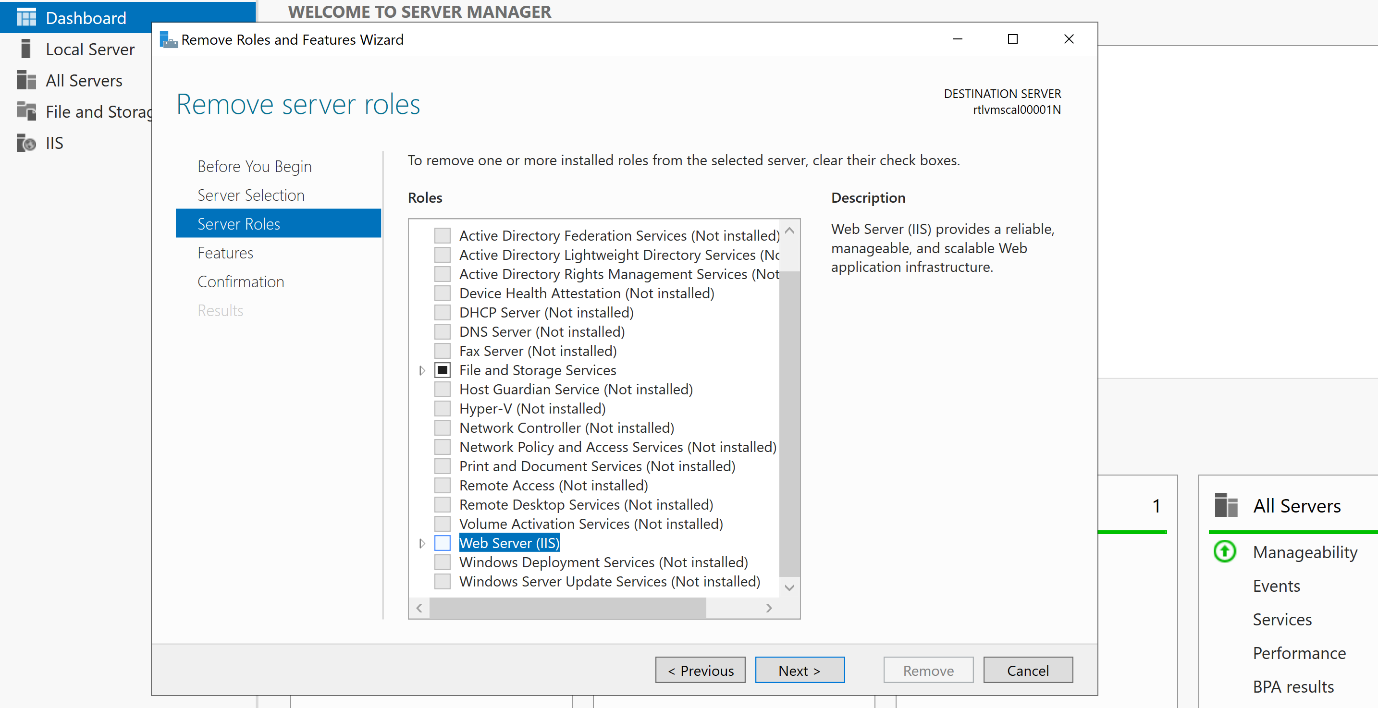 Dashboard
WELCOME TO SERVER MANAGER
Local Server
All Servers
File and Storag
IIS
Remove Roles and Features Wizard
Remove server roles
DESTINATION SERVER
rtlvmscal00001N
Before You Begin
Server Selection
Server Roles
Features
Confirmation
Results
To remove one or more installed roles from the selected server, clear their check boxes.
Roles
Active Directory Federation Services (Not installed)
Active Directory Lightweight Directory Services (No
Active Directory Rights Management Services (Not
Device Health Attestation (Not installed)
DHCP Server (Not installed)
DNS Server (Not installed)
Fax Server (Not installed)
File and Storage Services
Host Guardian Service (Not installed)
Hyper-V (Not installed)
Network Controller (Not installed)
Network Policy and Access Services (Not installed)
Print and Document Services (Not installed)
Remote Access (Not installed)
Remote Desktop Services (Not installed)
Volume Activation Services (Not installed)
Web Server (IIS)
Windows Deployment Services (Not installed)
Windows Server Update Services (Not installed)
Description
Web Server (IIS) provides a reliable,
manageable, and scalable Web
application infrastructure.
< Previous
Next >
Remove
Cancel
1
All Servers
Manageability
Events
Services
Performance
BPA results